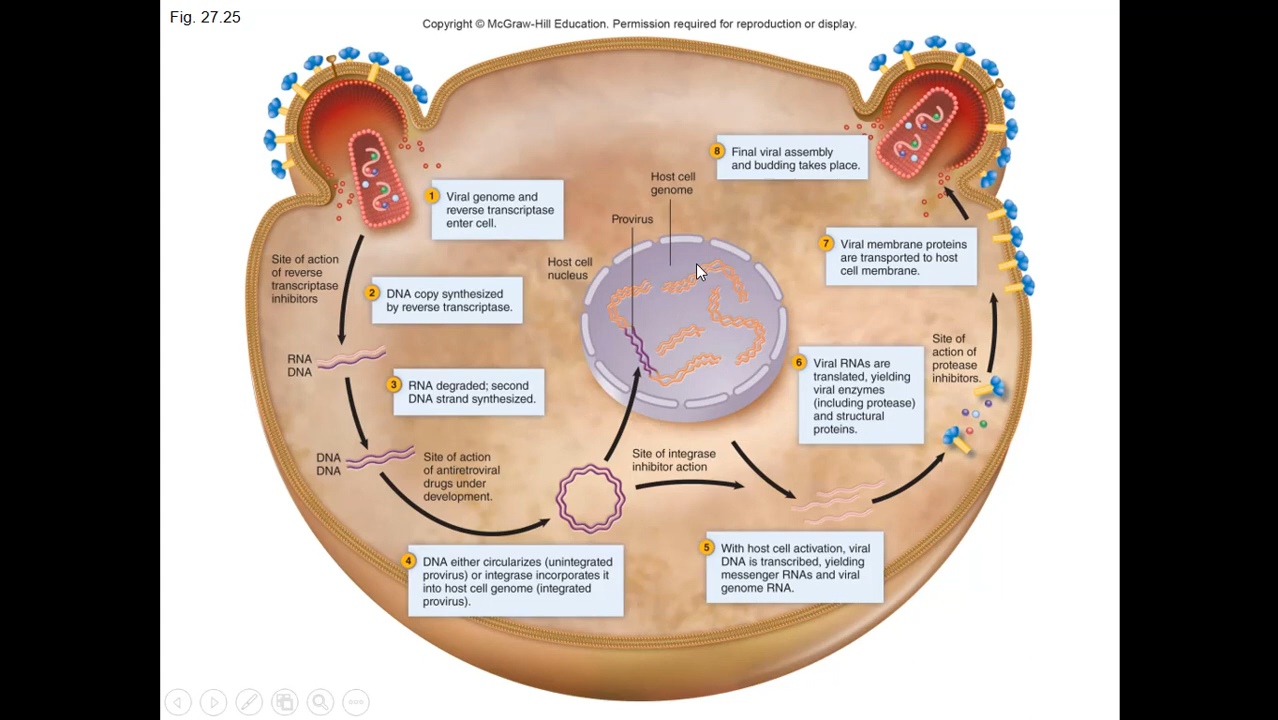 Fig. 27.25
Copyright © McGraw-Hill Education. Permission required for reproduction or display.
1
Viral genome and
reverse transcriptase
enter cell.
Site of action
of reverse
transcriptase
inhibitors
2
DNA copy synthesized
by reverse transcriptase.
RNA
DNA
3
RNA degraded; second
DNA strand synthesized.
DNA
DNA
Site of action
of antiretroviral
drugs under
development.
4
DNA either circularizes (unintegrated
provirus) or integrase incorporates it
into host cell genome (integrated
provirus).
Host cell
genome
Provirus
Host cell
nucleus
Site of integrase
inhibitor action
5
With host cell activation, viral
DNA is transcribed, yielding
messenger RNAs and viral
genome RNA.
6
Viral RNAs are
translated, yielding
viral enzymes
(including protease)
and structural
proteins.
Site of
action of
protease
inhibitors.
7
Viral membrane proteins
are transported to host
cell membrane.
8
Final viral assembly
and budding takes place.